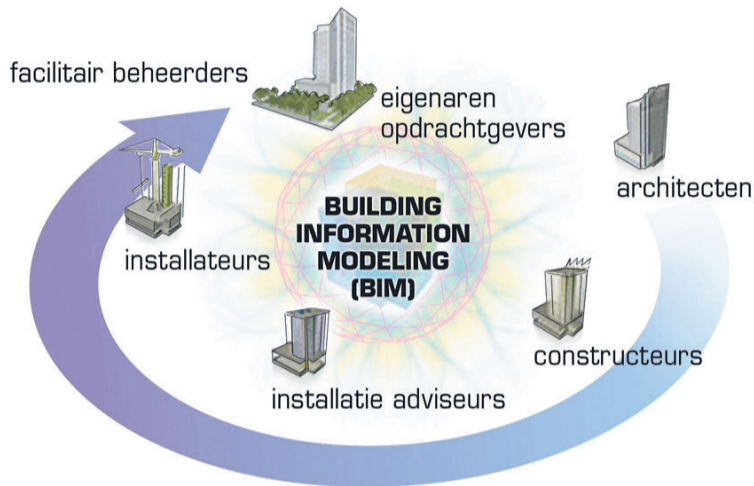 facilitair beheerders
eigenaren
opdrachtgevers
architecten
BUILDING
INFORMATION
MODELING
(BIM)
installateurs
constructeurs
installatie adviseurs